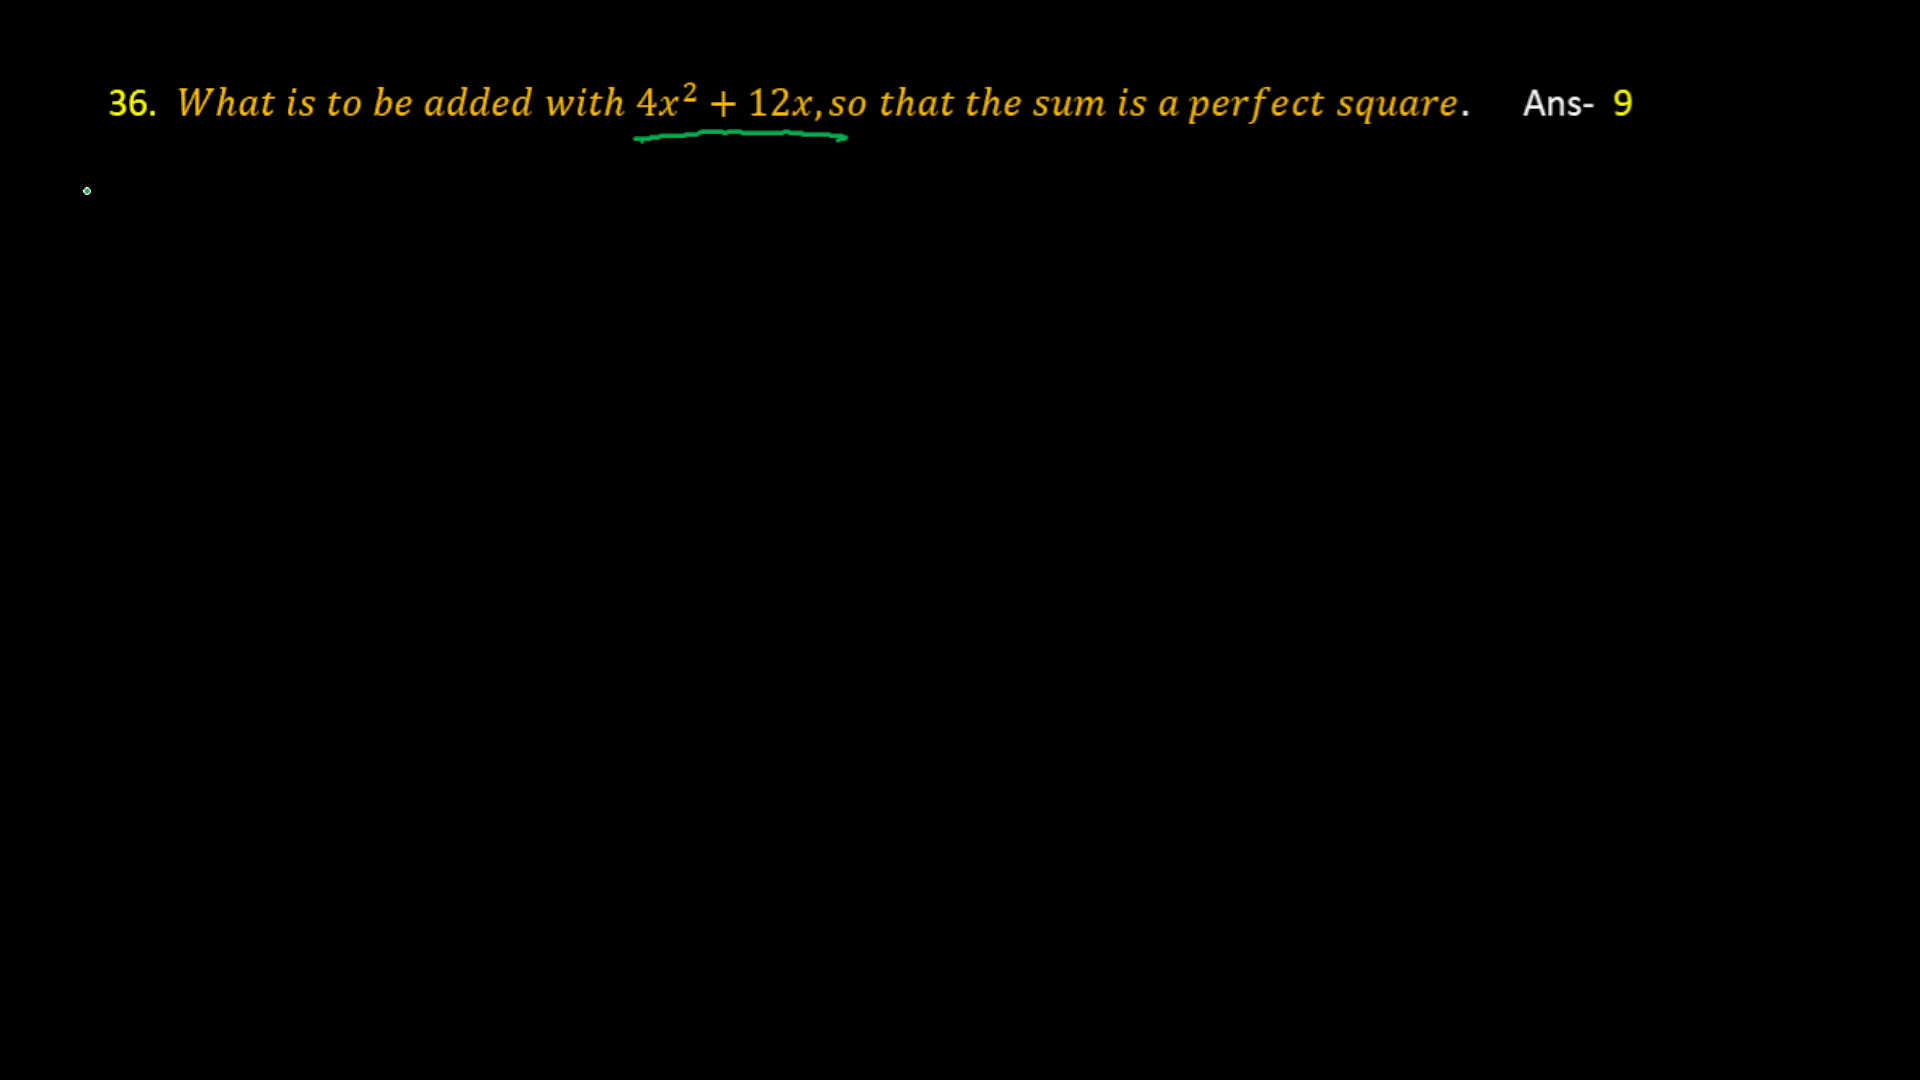 36. What is to be added with 4x² + 12x, so that the sum is a perfect square. Ans- 9